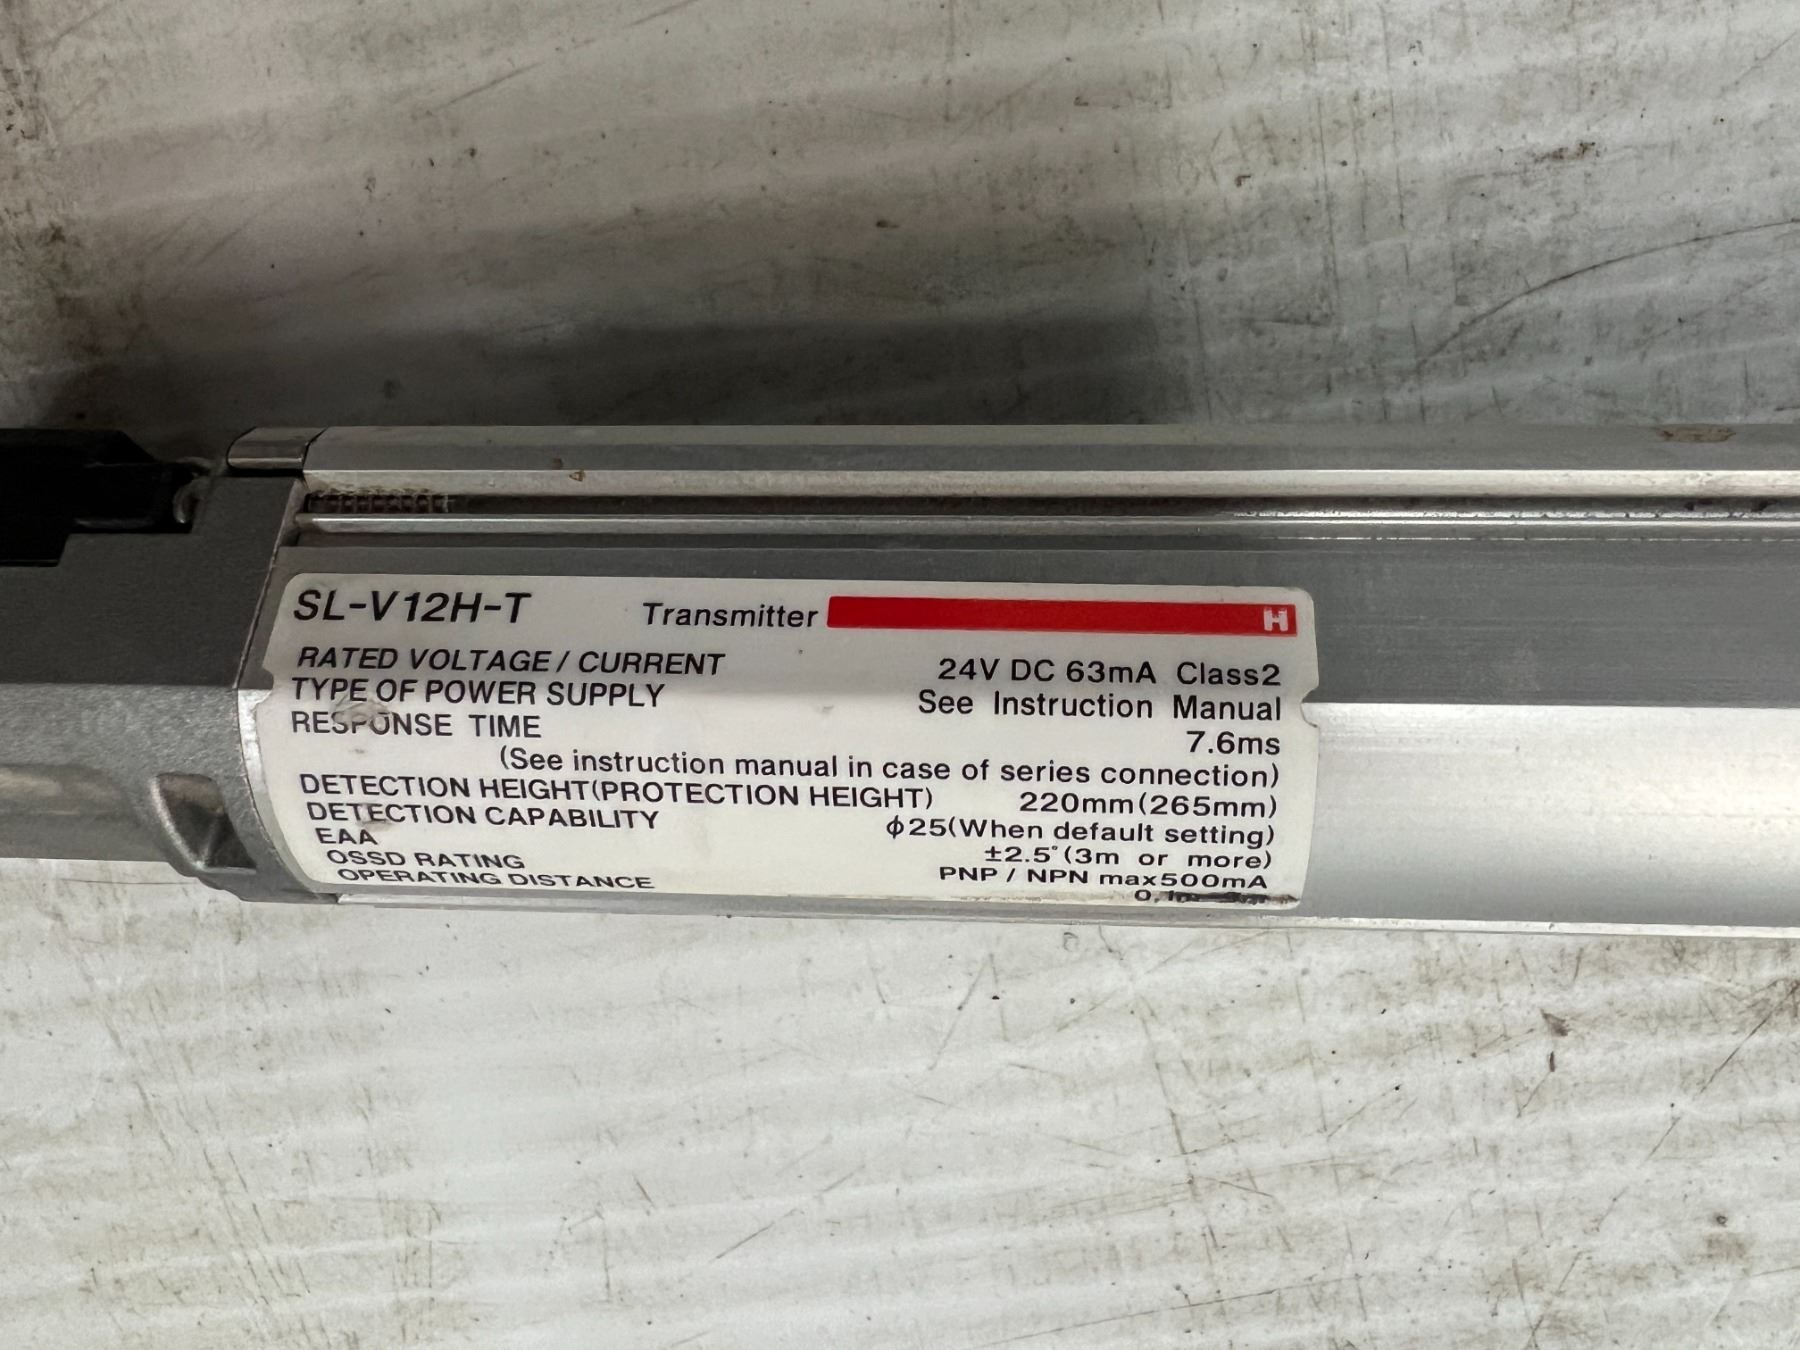 SL-V12H-T Transmitter H
RATED VOLTAGE / CURRENT 24V DC 63mA Class2
TYPE OF POWER SUPPLY See Instruction Manual
RESPONSE TIME 7.6ms
(See instruction manual in case of series connection)
DETECTION HEIGHT(PROTECTION HEIGHT) 220mm(265mm)
DETECTION CAPABILITY ϕ25(When default setting)
EAA ±2.5°(3m or more)
OSSD RATING PNP / NPN max500mA
OPERATING DISTANCE